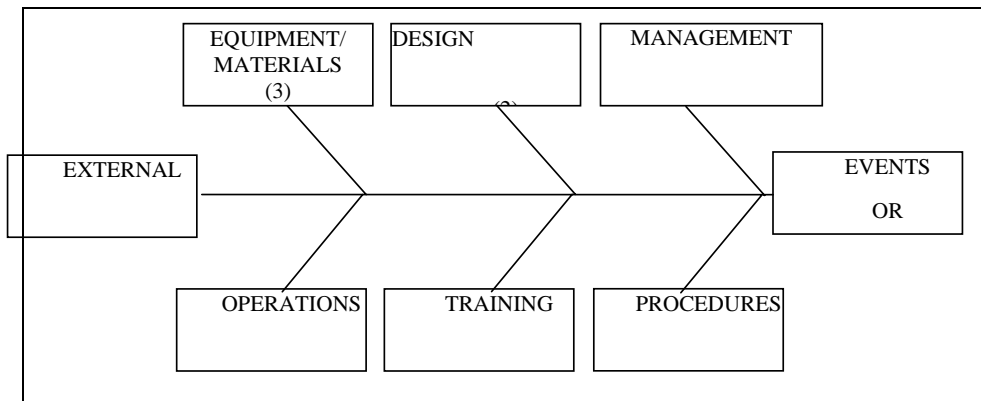 EQUIPMENT/
MATERIALS
(3)
DESIGN
MANAGEMENT
EXTERNAL
EVENTS
OR
OPERATIONS
TRAINING
PROCEDURES